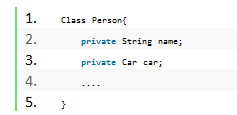 1. Class Person{
2. private String name;
3. private Car car;
4. ....
5. }